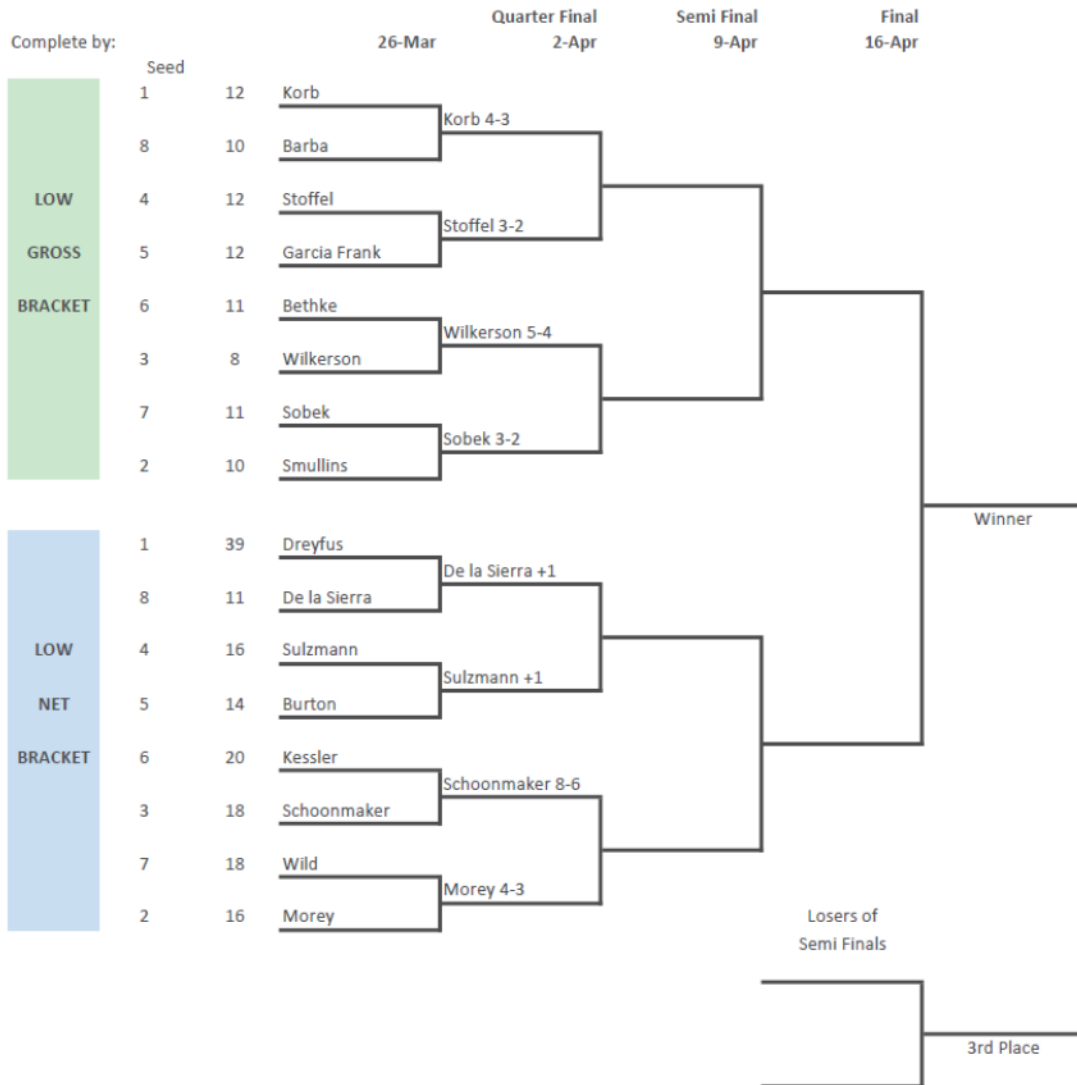 Quarter Final Semi Final Final
Complete by: 26-Mar 2-Apr 9-Apr 16-Apr
Seed
1 12 Korb
Korb 4-3
8 10 Barba
LOW 4 12 Stoffel
Stoffel 3-2
GROSS 5 12 Garcia Frank
BRACKET 6 11 Bethke
Wilkerson 5-4
3 8 Wilkerson
7 11 Sobek
Sobek 3-2
2 10 Smullins
Winner
1 39 Dreyfus
De la Sierra +1
8 11 De la Sierra
LOW 4 16 Sulzmann
Sulzmann +1
NET 5 14 Burton
BRACKET 6 20 Kessler
Schoonmaker 8-6
3 18 Schoonmaker
7 18 Wild
Morey 4-3
2 16 Morey
Losers of
Semi Finals
3rd Place